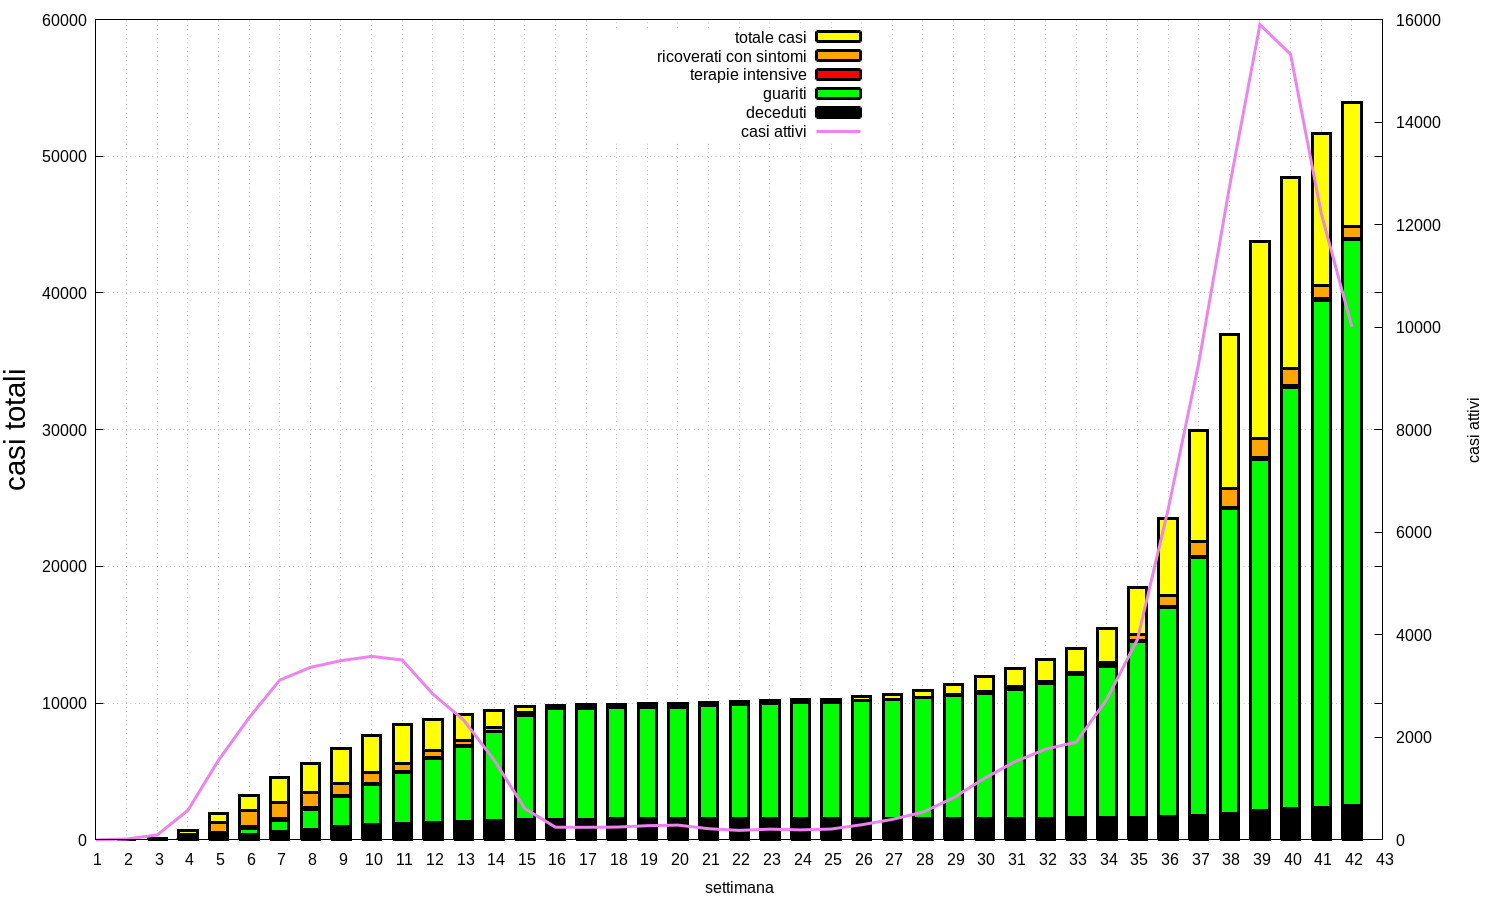 60000
50000
40000
30000
20000
10000
0
casi totali
totale casi
ricoverati con sintomi
terapie intensive
guariti
deceduti
casi attivi
16000
14000
12000
10000
8000
6000
4000
2000
0
casi attivi
1 2 3 4 5 6 7 8 9 10 11 12 13 14 15 16 17 18 19 20 21 22 23 24 25 26 27 28 29 30 31 32 33 34 35 36 37 38 39 40 41 42 43
settimana